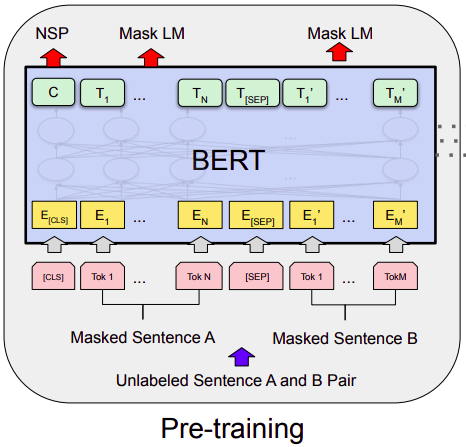 NSP Mask LM Mask LM
C T1 ... TN T[SEP] T1’ ... TM’
...
BERT
...
E[CLS] E1 ... EN E[SEP] E1’ ... EM’
[CLS] Tok 1 ... Tok N [SEP] Tok 1 ... TokM
Masked Sentence A Masked Sentence B
Unlabeled Sentence A and B Pair
Pre-training